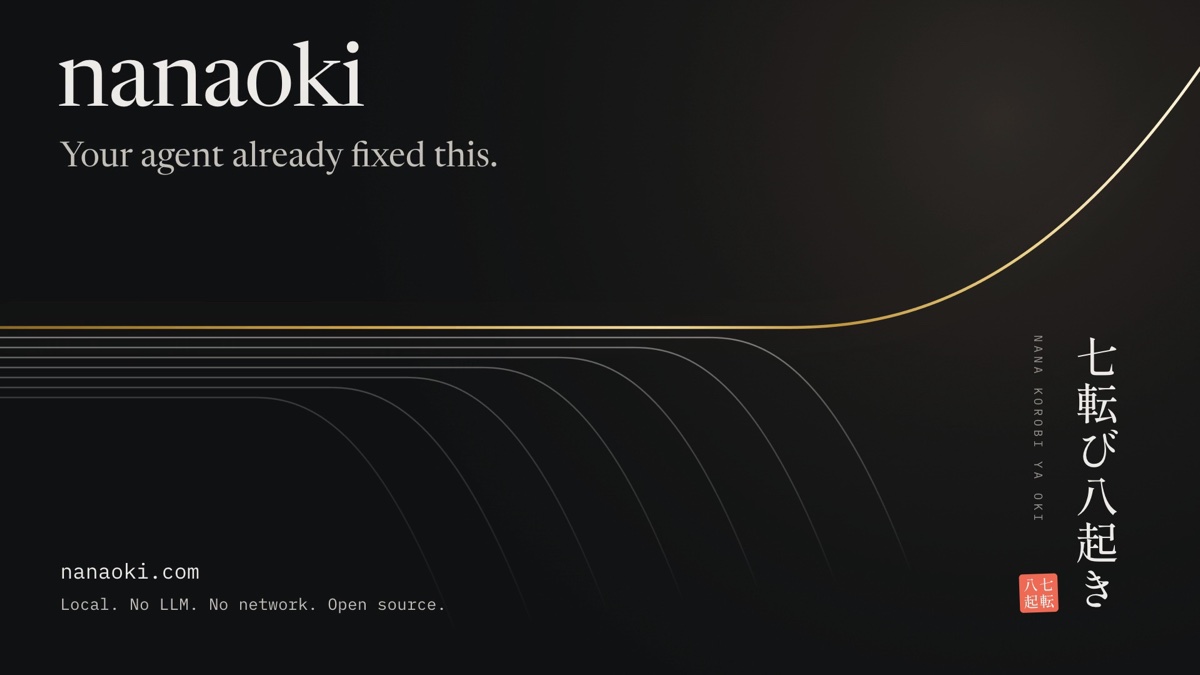 nanaoki
Your agent already fixed this.
七転び八起き
NANA KOROBI YA OKI
七転
八起
nanaoki.com
Local. No LLM. No network. Open source.